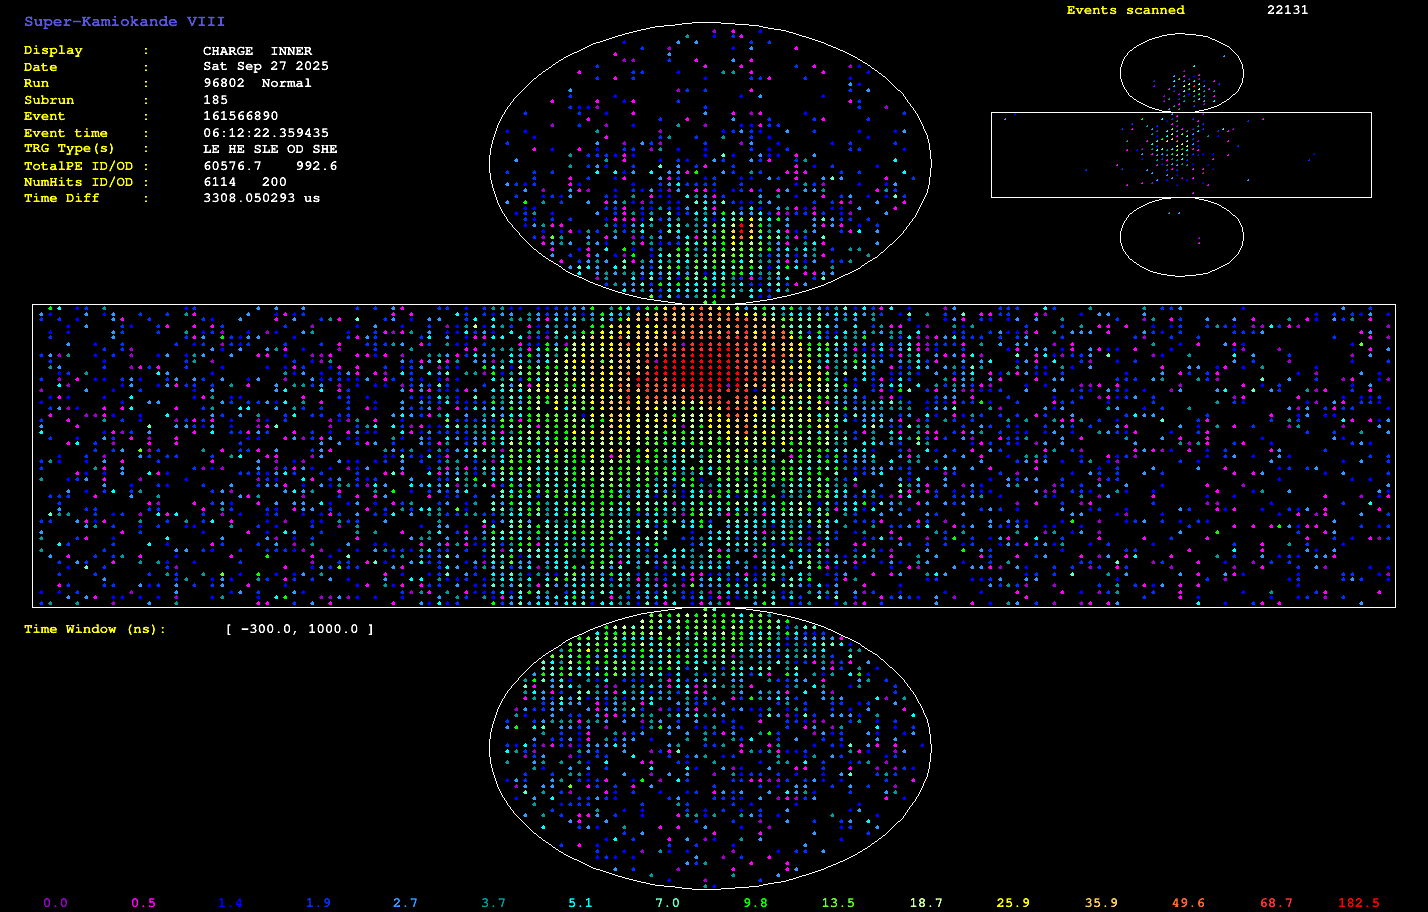 Super-Kamiokande VIII
Events scanned 22131
Display : CHARGE INNER
Date : Sat Sep 27 2025
Run : 96802 Normal
Subrun : 185
Event : 161566890
Event time : 06:12:22.359435
TRG Type(s) : LE HE SLE OD SHE
TotalPE ID/OD : 60576.7 992.6
NumHits ID/OD : 6114 200
Time Diff : 3308.050293 us
Time Window (ns): [ -300.0, 1000.0 ]
0.0 0.5 1.4 1.9 2.7 3.7 5.1 7.0 9.8 13.5 18.7 25.9 35.9 49.6 68.7 182.5